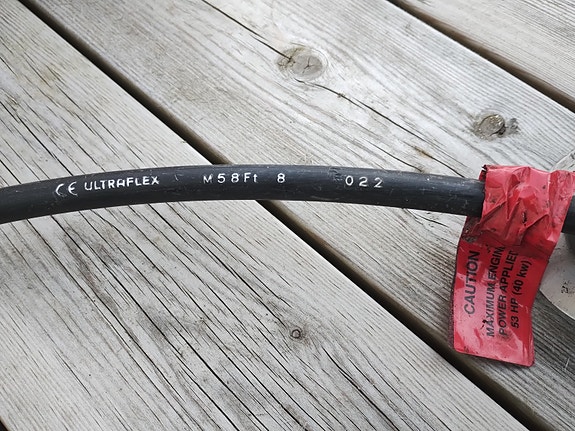 CE ULTRAFLEX M58Ft 8 022
CAUTION
MAXIMUM ENGINE
POWER APPLIED
53 HP (40 kw)